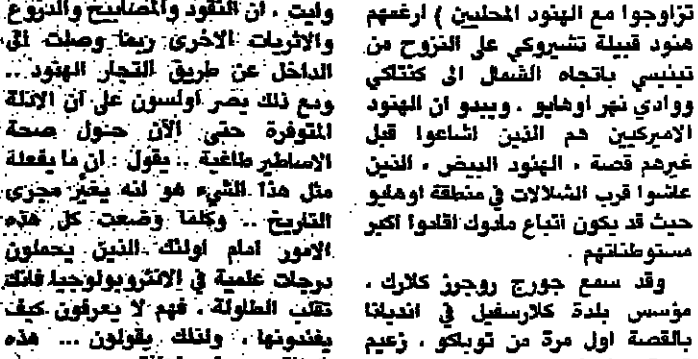 تزاوجوا مع الهنود المحليين ) ارغمهم
هنود قبيلة تشيروكي على النزوح من
تينيسي باتجاه الشمال الى كنتاكي
ووادي نهر اوهايو . ويبدو ان الهنود
الاميركيين هم الذين اشاعوا قبل
غيرهم قصة « الهنود البيض » الذين
عاشوا قرب الشلالات في منطقة اوهايو
حيث قد يكون اتباع مادوك اقاموا اكبر
مستوطناتهم .
وقد سمع جورج روجرز كلارك ،
مؤسس بلدة كلارسفيل في انديانا
بالقصة اول مرة من توباكو ، زعيم
وايت ، ان النقود والمصابيح والدروع
والاثريات الاخرى ربما وصلت الى
الداخل عن طريق التجار الهنود ..
ومع ذلك يصر اولسون على ان الادلة
المتوفرة حتى الآن حول صحة
الاساطير طاغية .. يقول : ان ما يفعله
مثل هذا الشيء هو انه يغير مجرى
التاريخ .. وكلما وضعت كل هذه
الامور امام اولئك الذين يحملون
درجات علمية في الانثروبولوجيا فانك
تقلب الطاولة . فهم لا يعرفون كيف
يفندونها ، ولذلك يقولون ... هذه